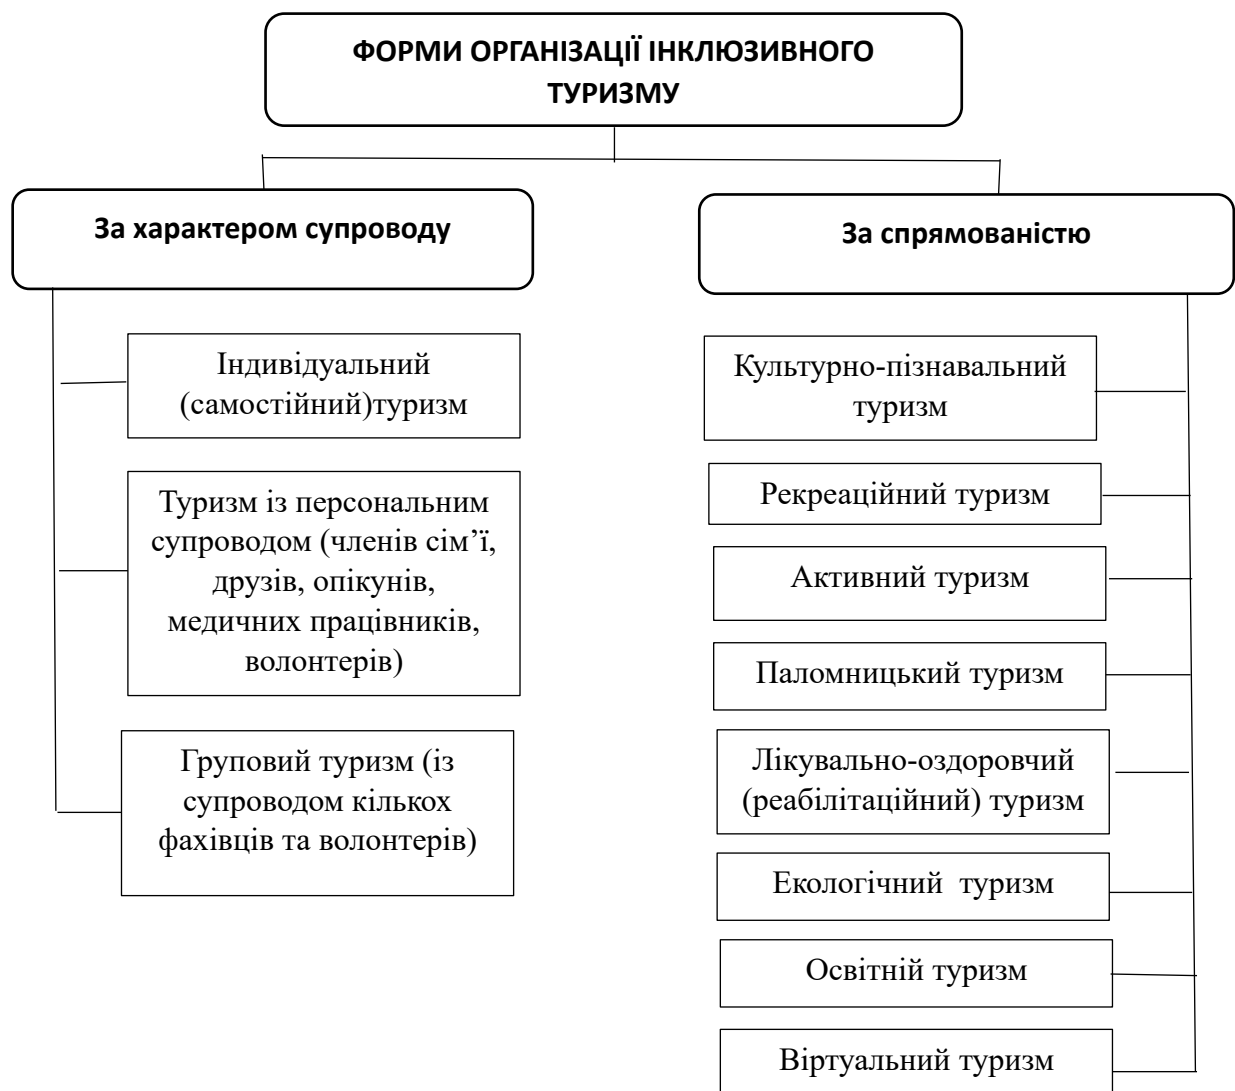 ФОРМИ ОРГАНІЗАЦІЇ ІНКЛЮЗИВНОГО
ТУРИЗМУ
За характером супроводу
Індивідуальний
(самостійний)туризм
Туризм із персональним
супроводом (членів сім’ї,
друзів, опікунів,
медичних працівників,
волонтерів)
Груповий туризм (із
супроводом кількох
фахівців та волонтерів)
За спрямованістю
Культурно-пізнавальний
туризм
Рекреаційний туризм
Активний туризм
Паломницький туризм
Лікувально-оздоровчий
(реабілітаційний) туризм
Екологічний  туризм
Освітній туризм
Віртуальний туризм